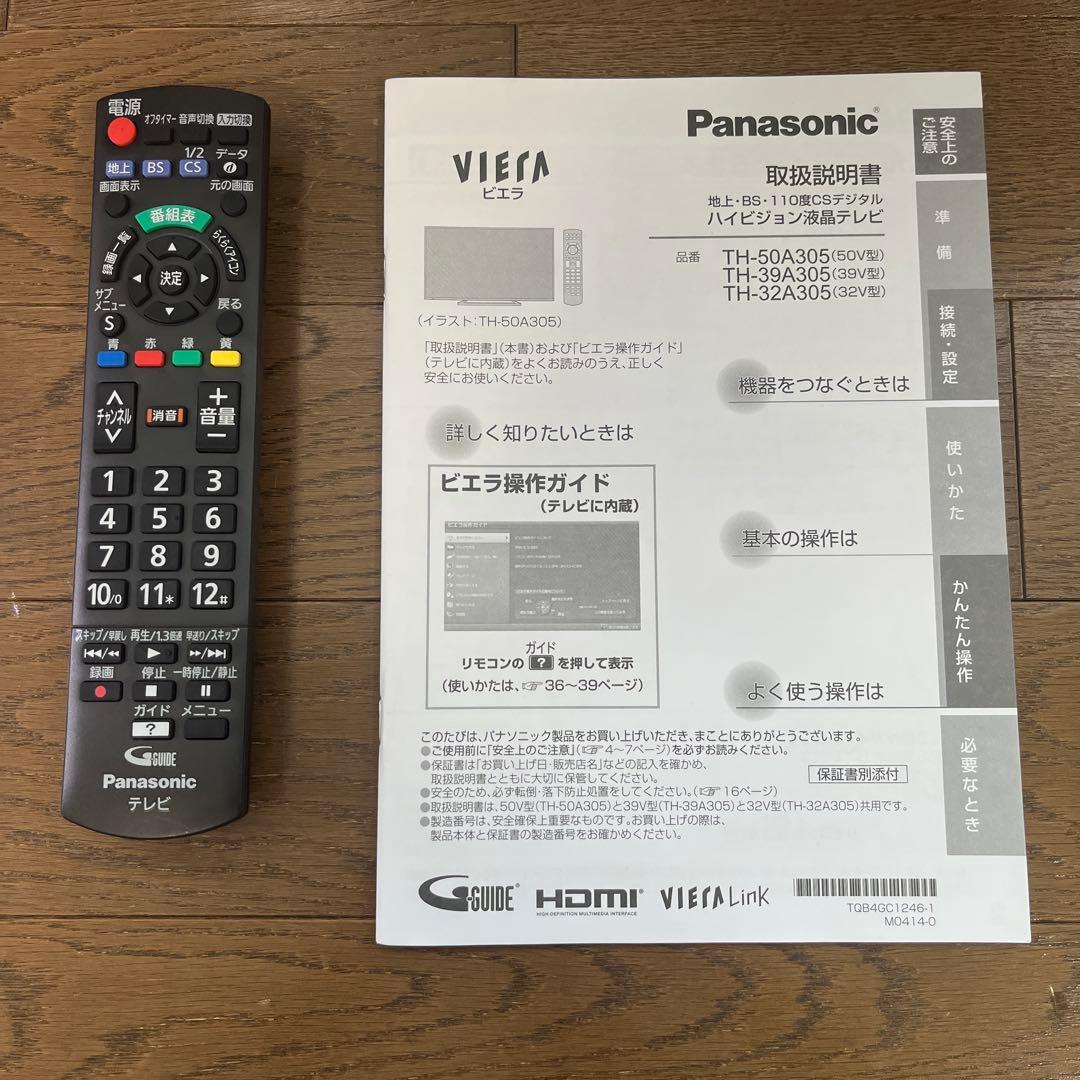 電源
オフタイマー 音声切換 入力切換
1/2 データ
地上 BS CS d
画面表示 元の画面
番組表
録画一覧 らくらくアイコン
決定
サブ
メニュー 戻る
S
青 赤 緑 黄
チャンネル 消音 + 音量 −
1 2 3
4 5 6
7 8 9
10/0 11* 12#
スキップ/早戻し 再生/1.3倍速 早送り/スキップ
録画 停止 一時停止/静止
ガイド メニュー
?
G-GUIDE
Panasonic
テレビ
Panasonic®
VIERA
ビエラ
取扱説明書
地上・BS・110度CSデジタル
ハイビジョン液晶テレビ
品番 TH-50A305(50V型)
TH-39A305(39V型)
TH-32A305(32V型)
(イラスト:TH-50A305)
「取扱説明書」(本書)および「ビエラ操作ガイド」
(テレビに内蔵)をよくお読みのうえ、正しく
安全にお使いください。
機器をつなぐときは
詳しく知りたいときは
ビエラ操作ガイド
(テレビに内蔵)
ビエラ操作ガイド
基本の操作は
ガイド
リモコンの ? を押して表示
(使いかたは、☞36〜39ページ)
よく使う操作は
このたびは、パナソニック製品をお買い上げいただき、まことにありがとうございます。
●ご使用前に「安全上のご注意」(☞4〜7ページ)を必ずお読みください。
●保証書は「お買い上げ日・販売店名」などの記入を確かめ、
取扱説明書とともに大切に保管してください。
保証書別添付
●安全のため、必ず転倒・落下防止処置をしてください。(☞16ページ)
●取扱説明書は、50V型(TH-50A305)と39V型(TH-39A305)と32V型(TH-32A305)共用です。
●製造番号は、安全確保上重要なものです。お買い上げの際は、
製品本体と保証書の製造番号をお確かめください。
G-GUIDE® HDMI® VIERA Link
HIGH-DEFINITION MULTIMEDIA INTERFACE
TQB4GC1246-1
M0414-0
安全上の
ご注意
準備
接続・設定
使いかた
かんたん操作
必要なとき